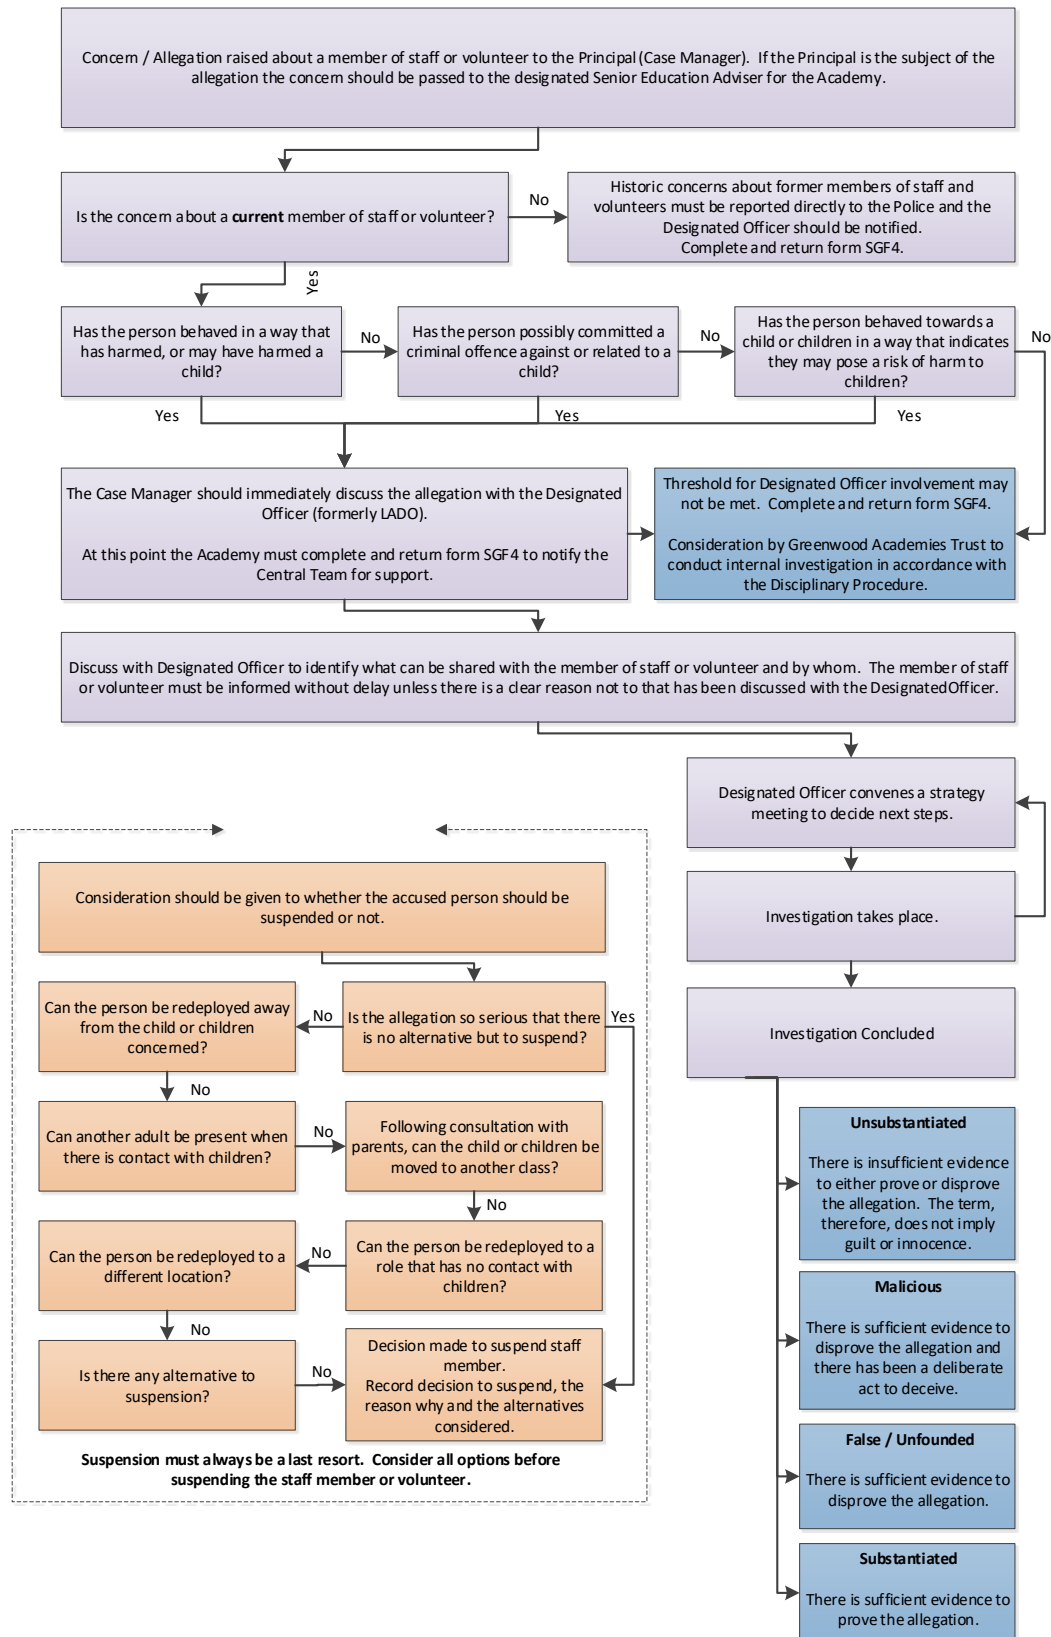 Concern / Allegation raised about a member of staff or volunteer to the Principal (Case Manager). If the Principal is the subject of the
allegation the concern should be passed to the designated Senior Education Adviser for the Academy.
Is the concern about a current member of staff or volunteer?
No
Historic concerns about former members of staff and
volunteers must be reported directly to the Police and the
Designated Officer should be notified.
Complete and return form SGF4.
Yes
Has the person behaved in a way that
has harmed, or may have harmed a
child?
No
Has the person possibly committed a
criminal offence against or related to a
child?
No
Has the person behaved towards a
child or children in a way that indicates
they may pose a risk of harm to
children?
No
Yes
Yes
Yes
The Case Manager should immediately discuss the allegation with the Designated
Officer (formerly LADO).
At this point the Academy must complete and return form SGF4 to notify the
Central Team for support.
Threshold for Designated Officer involvement may
not be met. Complete and return form SGF4.
Consideration by Greenwood Academies Trust to
conduct internal investigation in accordance with
the Disciplinary Procedure.
Discuss with Designated Officer to identify what can be shared with the member of staff or volunteer and by whom. The member of staff
or volunteer must be informed without delay unless there is a clear reason not to that has been discussed with the Designated Officer.
Designated Officer convenes a strategy
meeting to decide next steps.
Investigation takes place.
Investigation Concluded
Consideration should be given to whether the accused person should be
suspended or not.
Can the person be redeployed away
from the child or children
concerned?
No
Is the allegation so serious that there
is no alternative but to suspend?
Yes
No
Can another adult be present when
there is contact with children?
No
Following consultation with
parents, can the child or children be
moved to another class?
No
Can the person be redeployed to a
different location?
No
Can the person be redeployed to a
role that has no contact with
children?
No
Is there any alternative to
suspension?
No
Decision made to suspend staff
member.
Record decision to suspend, the
reason why and the alternatives
considered.
Suspension must always be a last resort. Consider all options before
suspending the staff member or volunteer.
Unsubstantiated
There is insufficient evidence
to either prove or disprove
the allegation. The term,
therefore, does not imply
guilt or innocence.
Malicious
There is sufficient evidence to
disprove the allegation and
there has been a deliberate
act to deceive.
False / Unfounded
There is sufficient evidence to
disprove the allegation.
Substantiated
There is sufficient evidence to
prove the allegation.